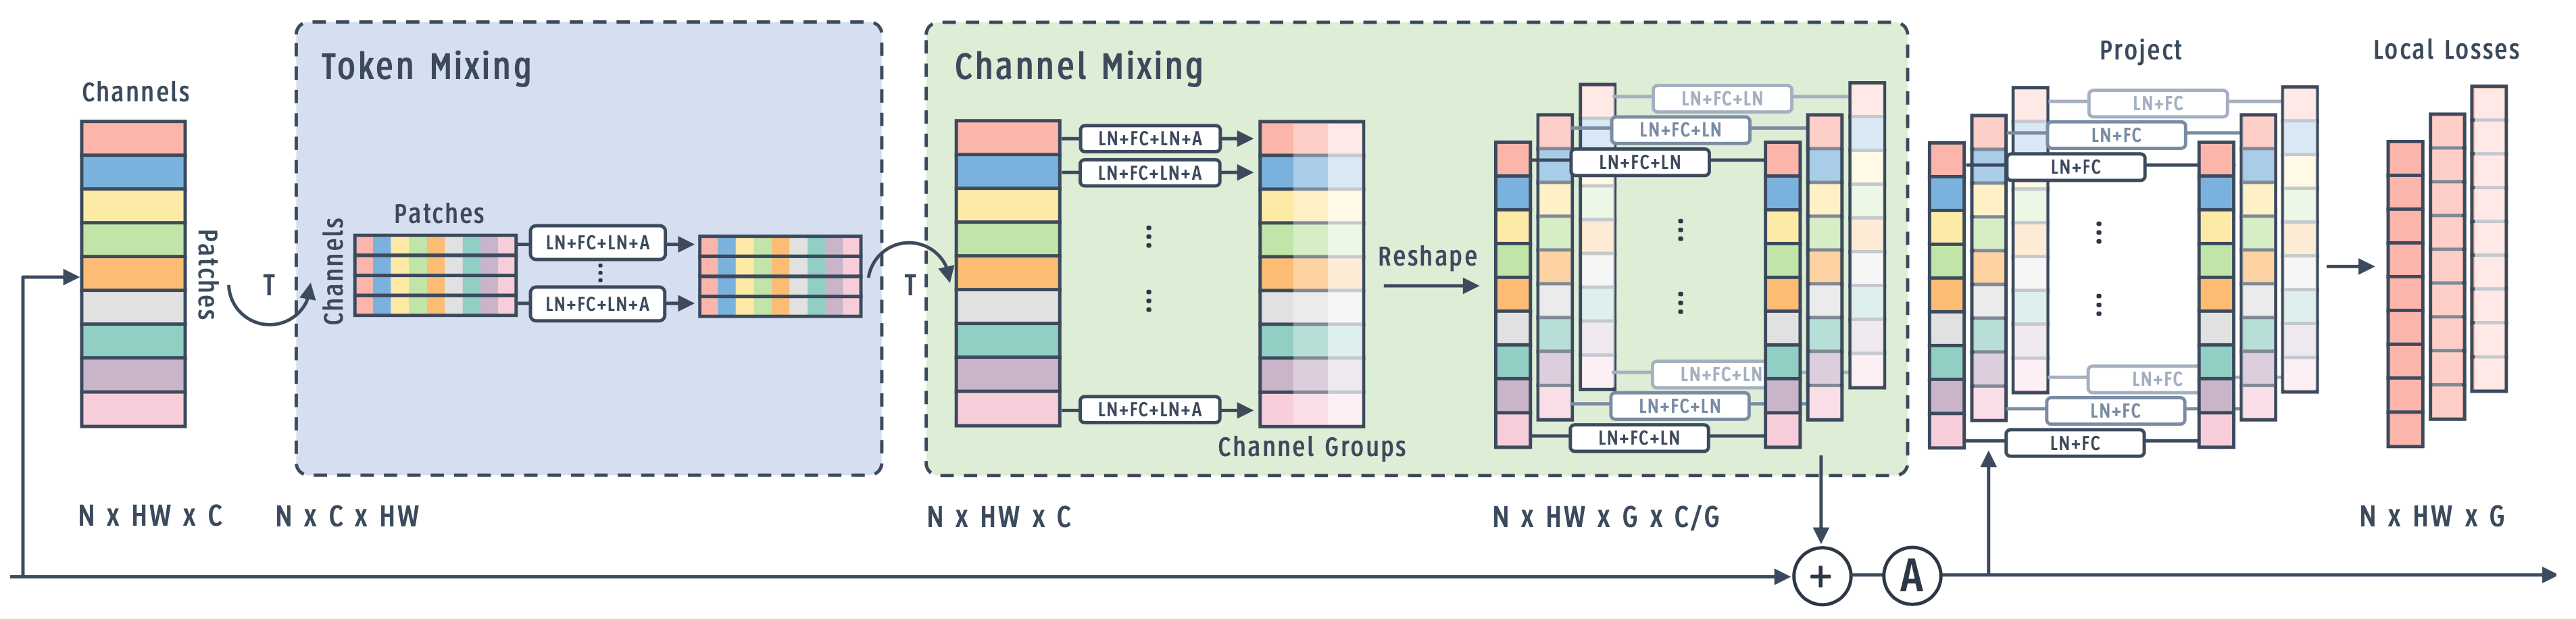 Channels
Patches
N x HW x C
T
Token Mixing
Patches
Channels
LN+FC+LN+A
LN+FC+LN+A
N x C x HW
T
Channel Mixing
LN+FC+LN+A
LN+FC+LN+A
LN+FC+LN+A
Channel Groups
N x HW x C
Reshape
LN+FC+LN
LN+FC+LN
LN+FC+LN
LN+FC+LN
LN+FC+LN
LN+FC+LN
N x HW x G x C/G
+
A
Project
LN+FC
LN+FC
LN+FC
LN+FC
LN+FC
LN+FC
Local Losses
N x HW x G